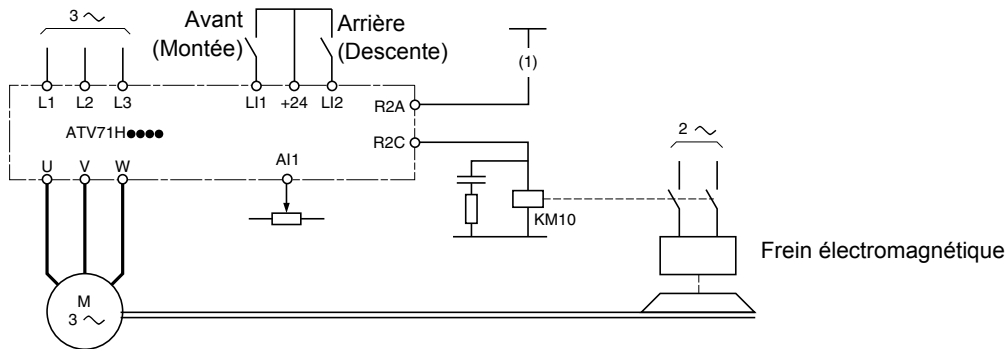 3 ∼
Avant
(Montée)
Arrière
(Descente)
(1)
L1 L2 L3 LI1 +24 LI2
R2A
ATV71H●●●●
R2C
2 ∼
U V W
AI1
KM10
Frein électromagnétique
M
3 ∼